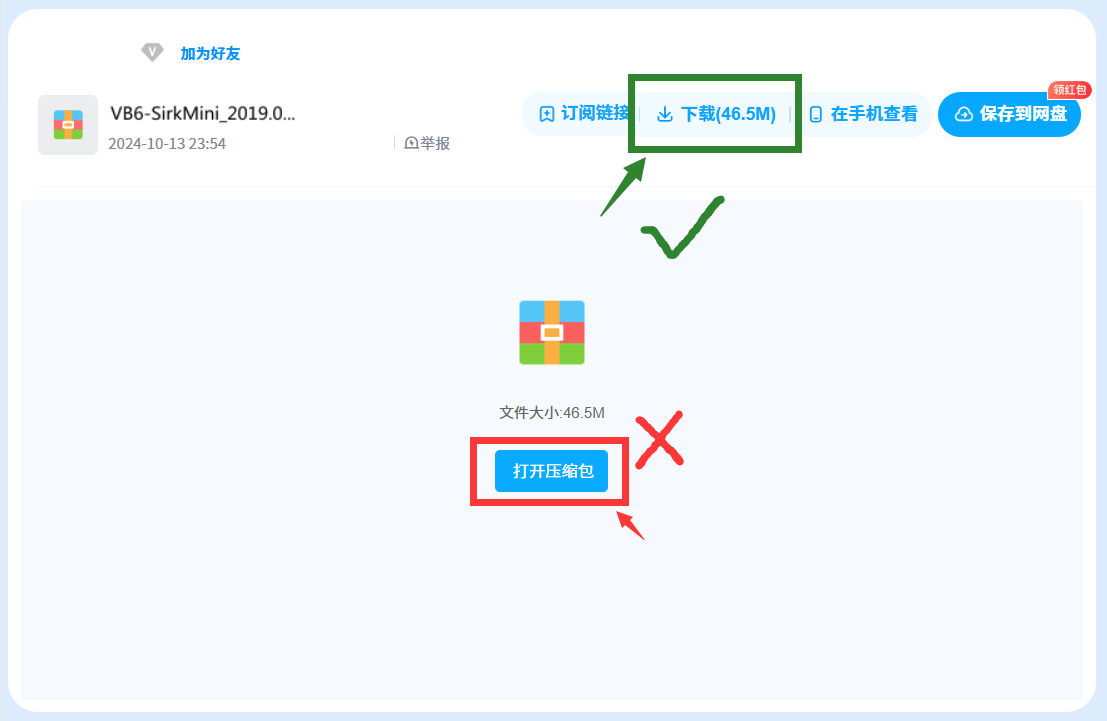 加为好友
VB6-SirkMini_2019.0...
2024-10-13 23:54
举报
订阅链接
下载(46.5M)
在手机查看
领红包
保存到网盘
文件大小:46.5M
打开压缩包